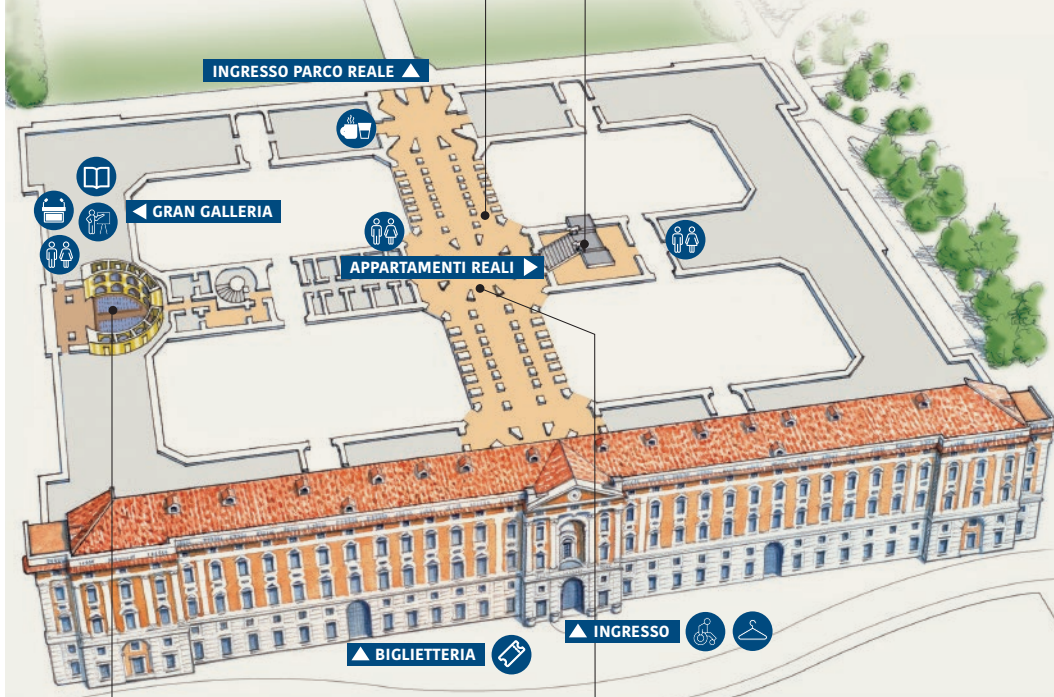 INGRESSO PARCO REALE
GRAN GALLERIA
APPARTAMENTI REALI
INGRESSO
BIGLIETTERIA